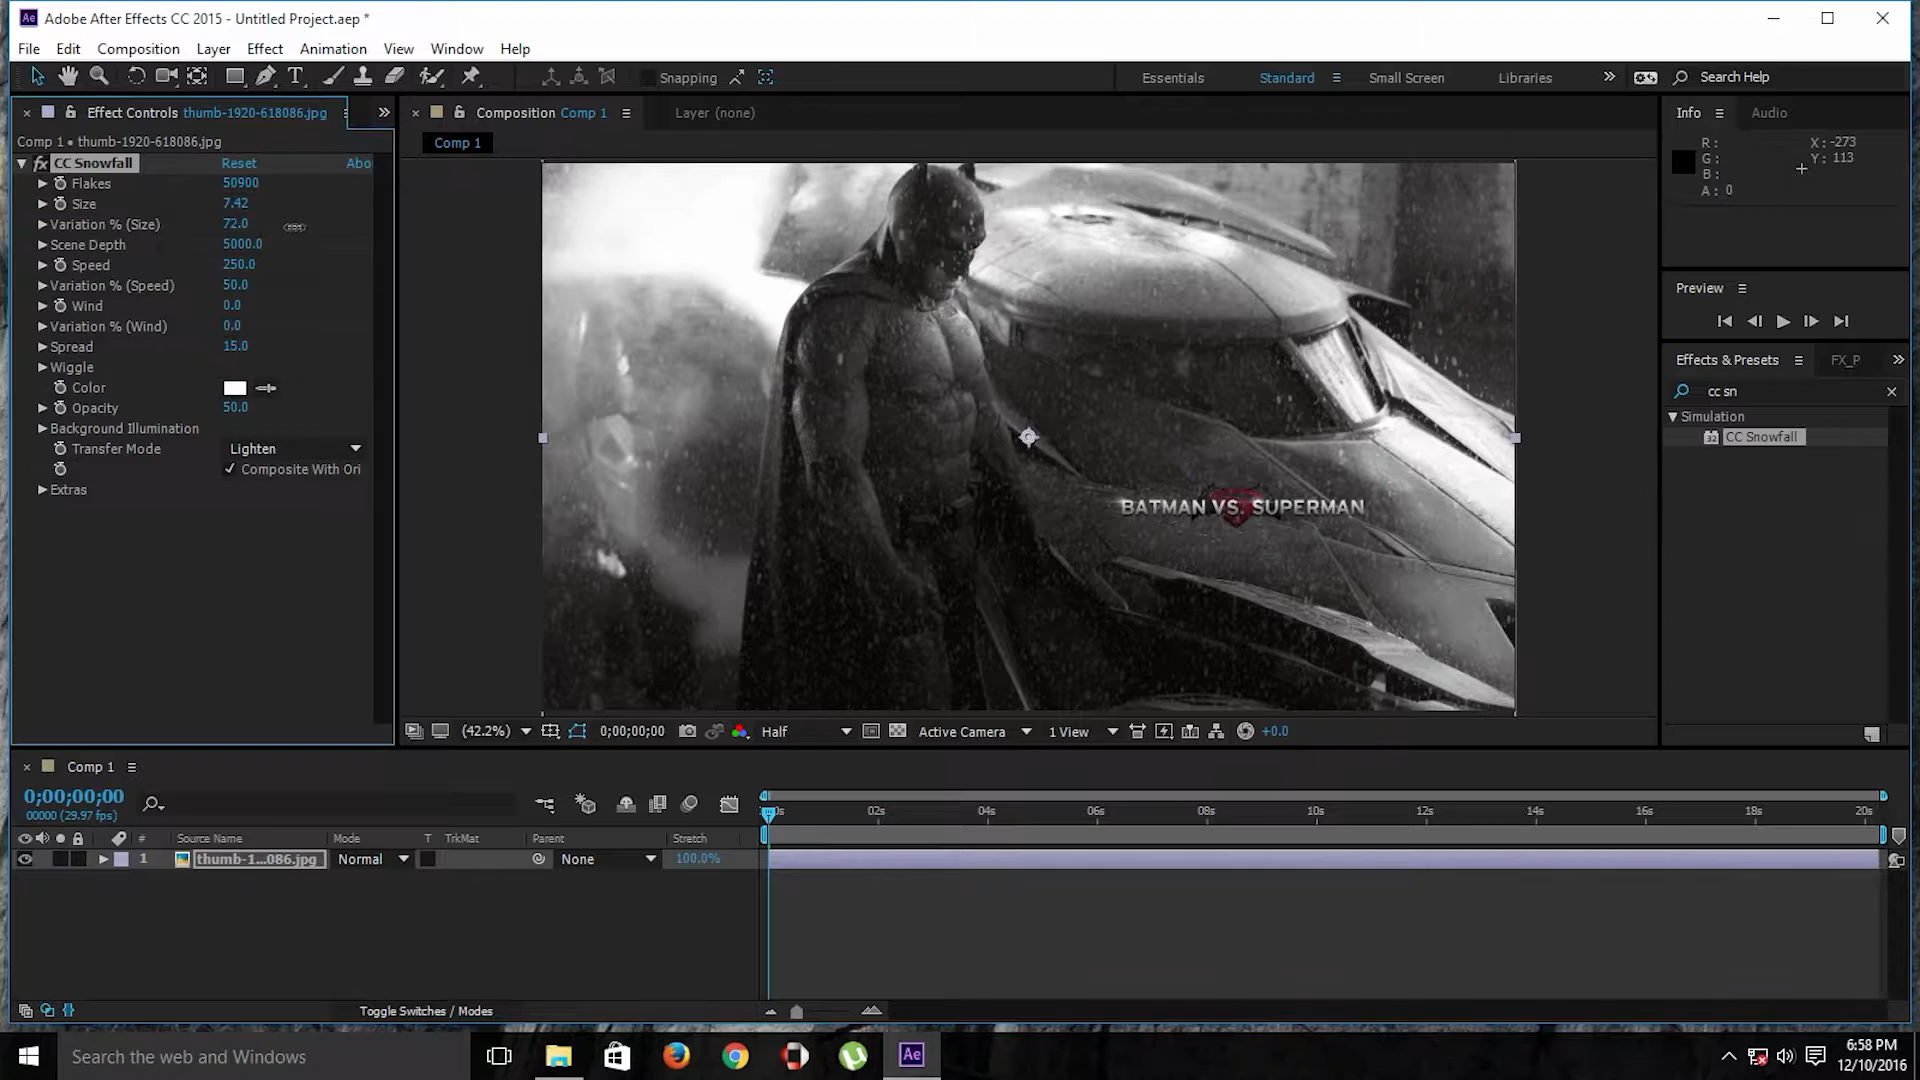 Ae Adobe After Effects CC 2015 - Untitled Project.aep *
File Edit Composition Layer Effect Animation View Window Help
T Snapping Essentials Standard Small Screen Libraries Search Help
Effect Controls thumb-1920-618086.jpg
Composition Comp 1
Layer (none)
Info
Audio
Comp 1 • thumb-1920-618086.jpg
Comp 1
fx CC Snowfall Reset Abo
Flakes 50900
Size 7.42
Variation % (Size) 72.0
Scene Depth 5000.0
Speed 250.0
Variation % (Speed) 50.0
Wind 0.0
Variation % (Wind) 0.0
Spread 15.0
Wiggle
Color
Opacity 50.0
Background Illumination
Transfer Mode Lighten
Composite With Ori
Extras
BATMAN VS. SUPERMAN
R :
G :
B :
A : 0
X : -273
Y : 113
Preview
Effects & Presets
FX_P
cc sn
Simulation
32 CC Snowfall
(42.2%) 0;00;00;00 Half Active Camera 1 View +0.0
Comp 1
0;00;00;00
00000 (29.97 fps)
0s 02s 04s 06s 08s 10s 12s 14s 16s 18s 20s
# Source Name Mode T TrkMat Parent Stretch
1 thumb-1...086.jpg Normal None 100.0%
Toggle Switches / Modes
Search the web and Windows
Ae
6:58 PM
12/10/2016